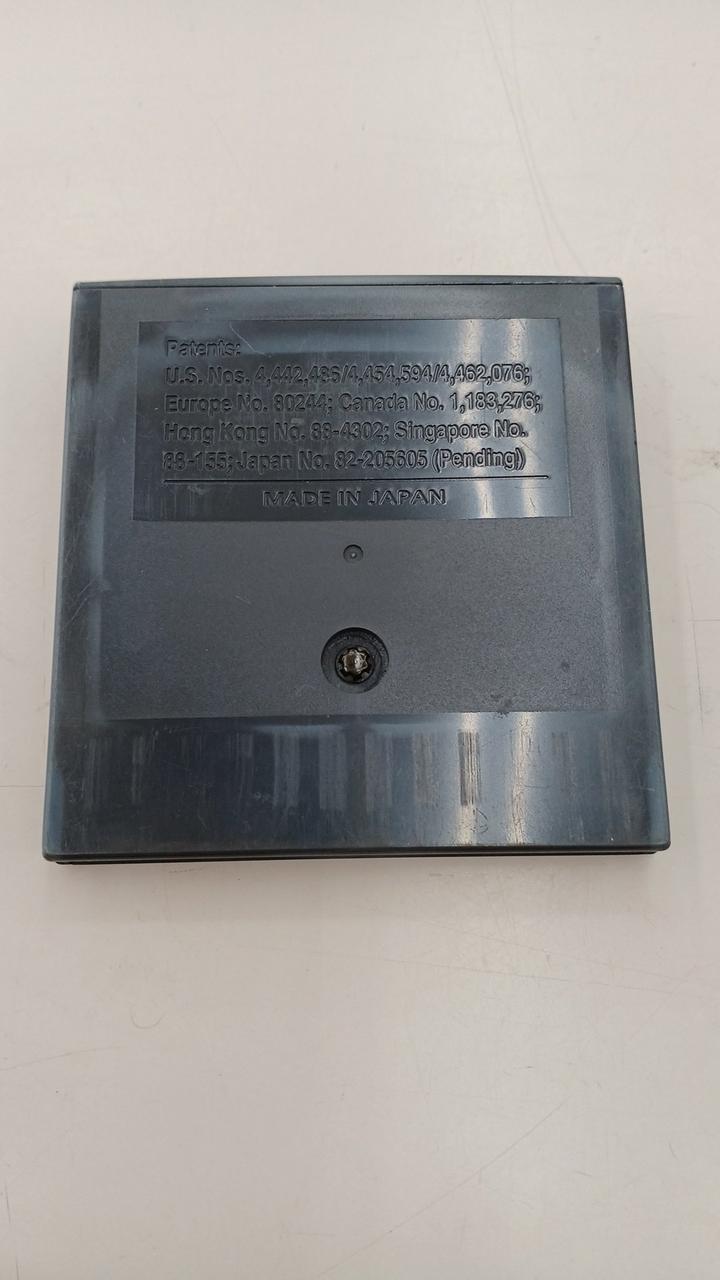 Patents:
U.S. Nos. 4,442,486/4,454,594/4,462,076;
Europe No. 80244; Canada No. 1,183,276;
Hong Kong No. 88-4302; Singapore No.
88-155; Japan No. 82-205605 (Pending)
MADE IN JAPAN